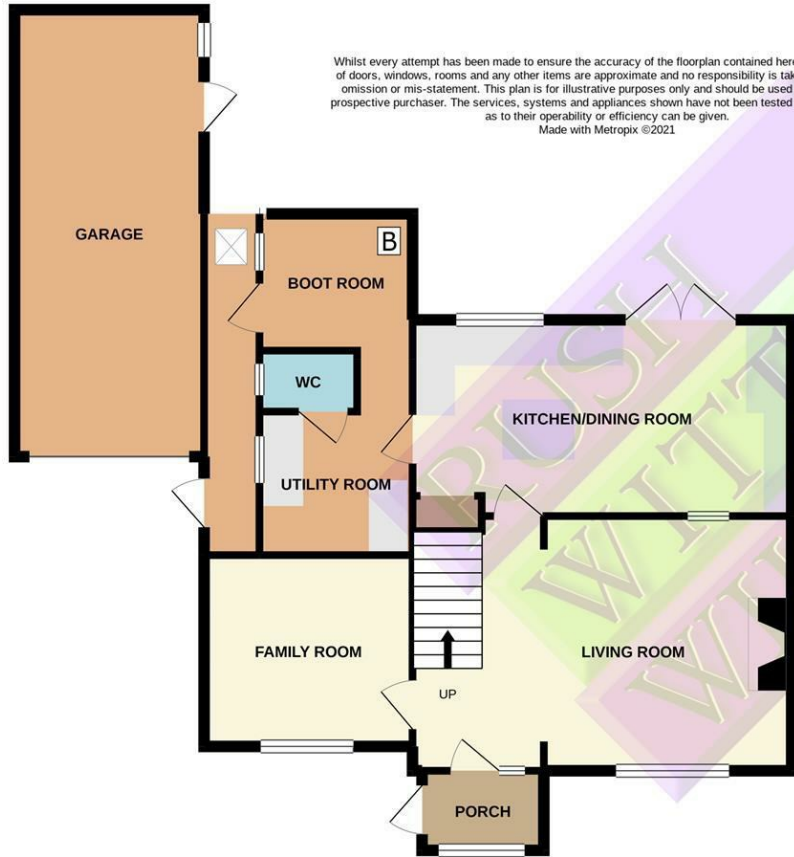 Whilst every attempt has been made to ensure the accuracy of the floorplan contained
of doors, windows, rooms and any other items are approximate and no responsibility is
omission or mis-statement. This plan is for illustrative purposes only and should be used
prospective purchaser. The services, systems and appliances shown have not been tested
as to their operability or efficiency can be given.
Made with Metropix ©2021
GARAGE
B
BOOT ROOM
WC
KITCHEN/DINING ROOM
UTILITY ROOM
FAMILY ROOM
LIVING ROOM
UP
PORCH
RUSH
WITT